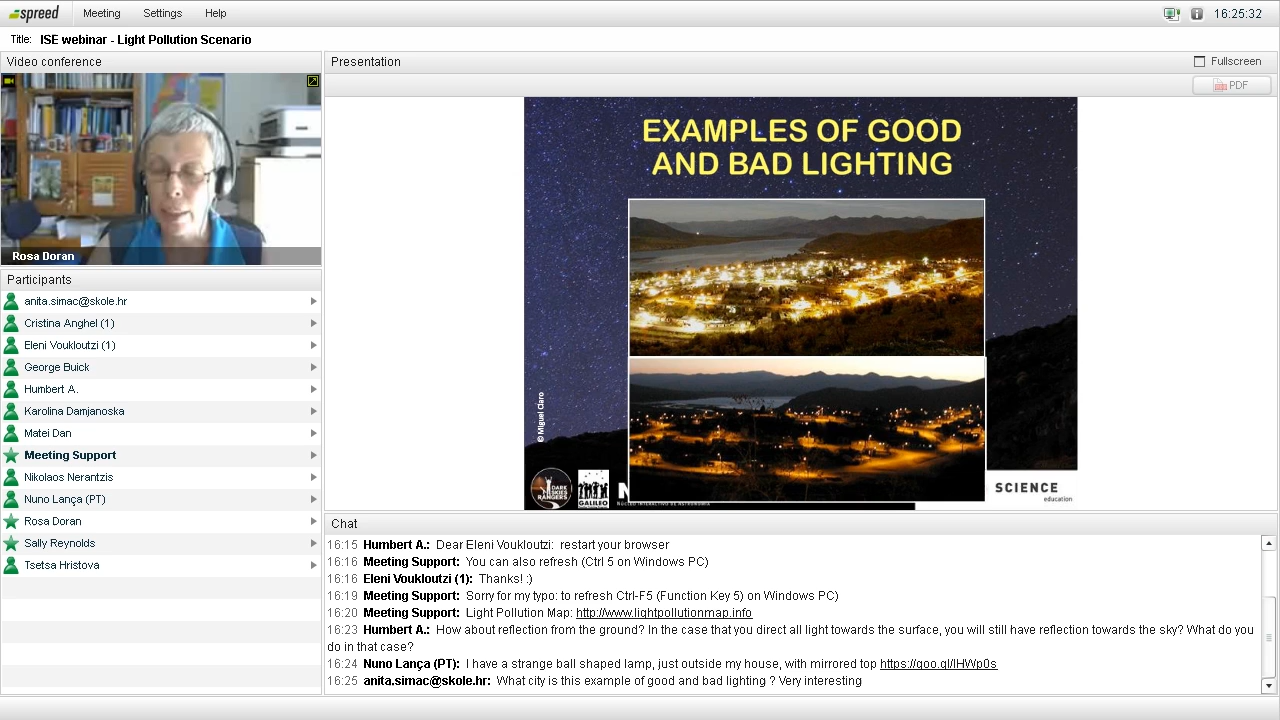 spreed Meeting Settings Help 16:25:32
Title: ISE webinar - Light Pollution Scenario
Video conference
Rosa Doran
Participants
anita.simac@skole.hr
Cristina Anghel (1)
Eleni Voukloutzi (1)
George Buick
Humbert A.
Karolina Damjanoska
Matei Dan
Meeting Support
Nikolaos Nerantzis
Nuno Lança (PT)
Rosa Doran
Sally Reynolds
Tsetsa Hristova
Presentation Fullscreen
PDF
EXAMPLES OF GOOD
AND BAD LIGHTING
© Miguel Claro
DARK
SKIES
RANGERS
GALILEO
N
NÚCLEO INTERACTIVO DE ASTRONOMIA
SCIENCE
education
Chat
16:15 Humbert A.: Dear Eleni Voukloutzi: restart your browser
16:16 Meeting Support: You can also refresh (Ctrl 5 on Windows PC)
16:16 Eleni Voukloutzi (1): Thanks! :)
16:19 Meeting Support: Sorry for my typo: to refresh Ctrl-F5 (Function Key 5) on Windows PC)
16:20 Meeting Support: Light Pollution Map: http://www.lightpollutionmap.info
16:23 Humbert A.: How about reflection from the ground? In the case that you direct all light towards the surface, you will still have reflection towards the sky? What do you
do in that case?
16:24 Nuno Lança (PT): I have a strange ball shaped lamp, just outside my house, with mirrored top https://goo.gl/IHWp0s
16:25 anita.simac@skole.hr: What city is this example of good and bad lighting ? Very interesting